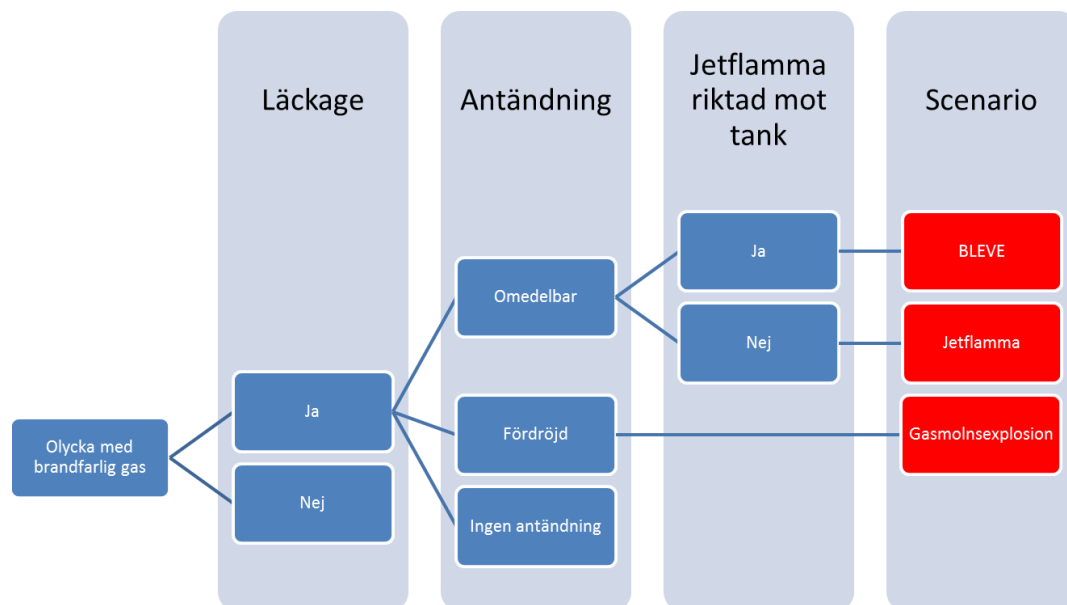 Läckage
Antändning
Jetflamma
riktad mot
tank
Scenario
Ja
BLEVE
Omedelbar
Nej
Jetflamma
Ja
Fördröjd
Gasmolnsexplosion
Olycka med
brandfarlig gas
Nej
Ingen antändning